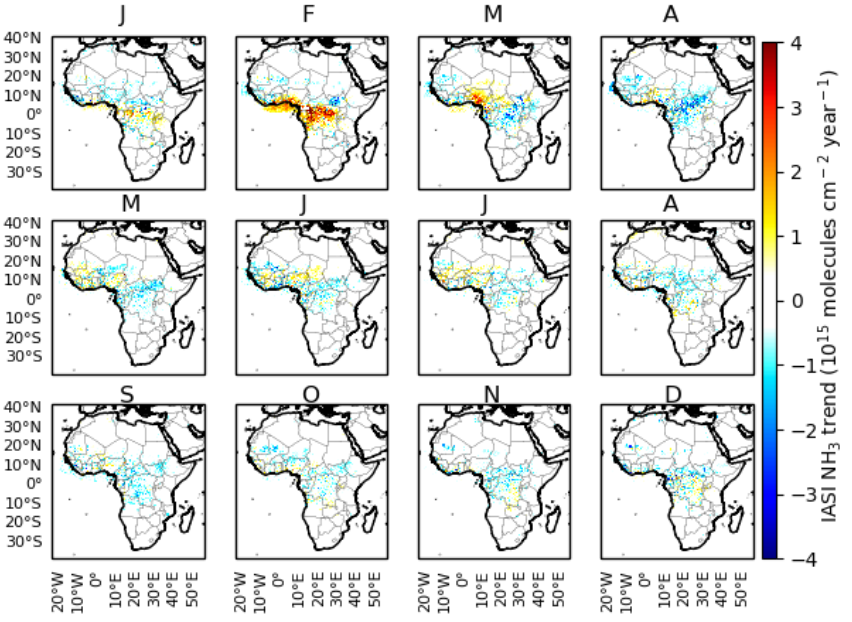 J F M A
40°N
30°N
20°N
10°N
0°
10°S
20°S
30°S
M J J A
40°N
30°N
20°N
10°N
0°
10°S
20°S
30°S
S O N D
40°N
30°N
20°N
10°N
0°
10°S
20°S
30°S
20°W 10°W 0° 10°E 20°E 30°E 40°E 50°E 20°W 10°W 0° 10°E 20°E 30°E 40°E 50°E 20°W 10°W 0° 10°E 20°E 30°E 40°E 50°E 20°W 10°W 0° 10°E 20°E 30°E 40°E 50°E
4
3
2
1
0
−1
−2
−3
−4
IASI NH₃ trend (10¹⁵ molecules cm⁻² year⁻¹)